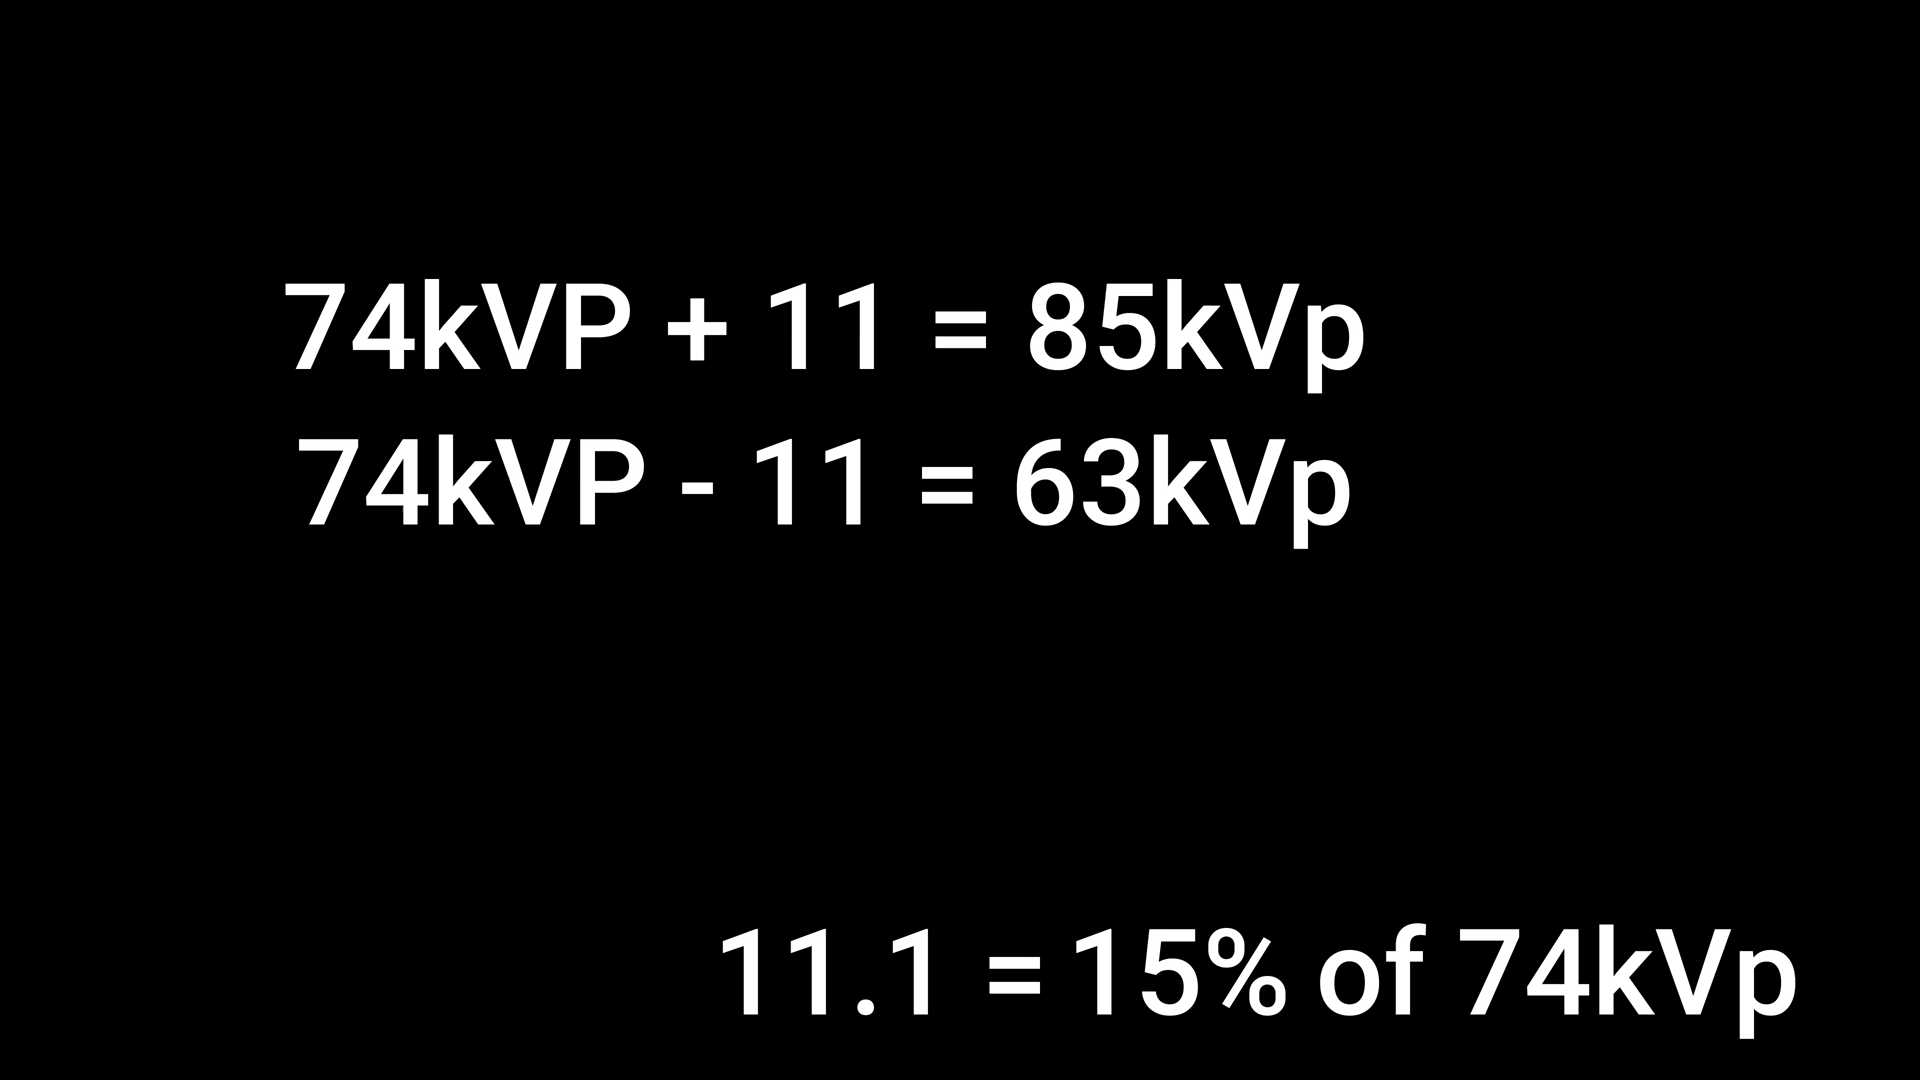 74kVP + 11 = 85kVp
74kVP - 11 = 63kVp
11.1 = 15% of 74kVp